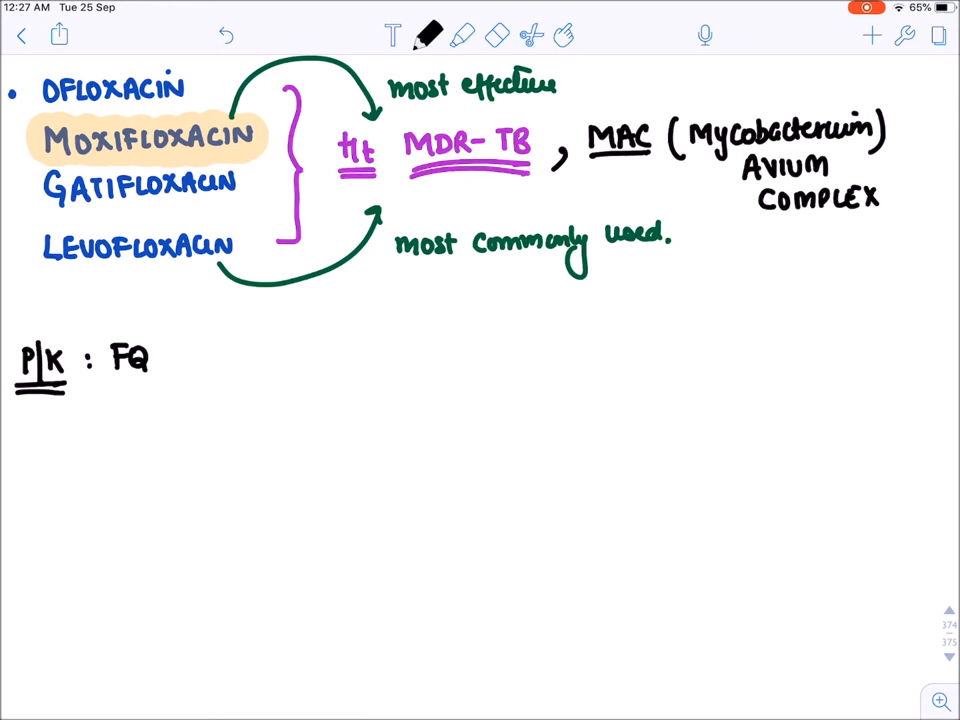 12:27 AM Tue 25 Sep
65%
T
• OFLOXACIN
most effective
MOXIFLOXACIN
Ht MDR-TB , MAC (Mycobacterium)
AVIUM
COMPLEX
GATIFLOXACIN
LEVOFLOXACIN
most commonly used.
P|K : FQ
374
375